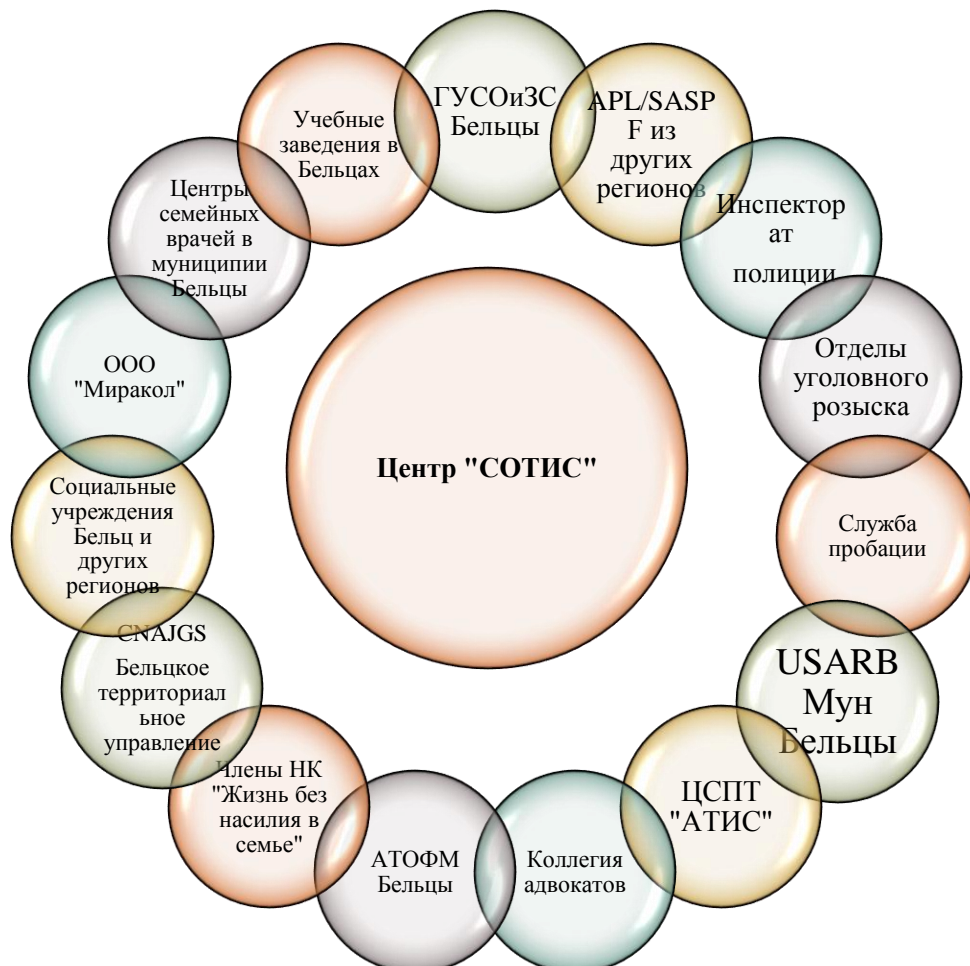 ГУСОиЗС
Бельцы
APL/SASP
F из
других
регионов
Инспектор
ат
полиции
Отделы
уголовного
розыска
Служба
пробации
USARB
Мун
Бельцы
ЦСПТ
"АТИС"
Коллегия
адвокатов
АТОФМ
Бельцы
Члены НК
"Жизнь без
насилия в
семье"
CNAJGS
Бельцкое
территориал
ьное
управление
Социальные
учреждения
Бельц и
других
регионов
ООО
"Миракол"
Центры
семейных
врачей в
муниципии
Бельцы
Учебные
заведения в
Бельцах
Центр "СОТИС"